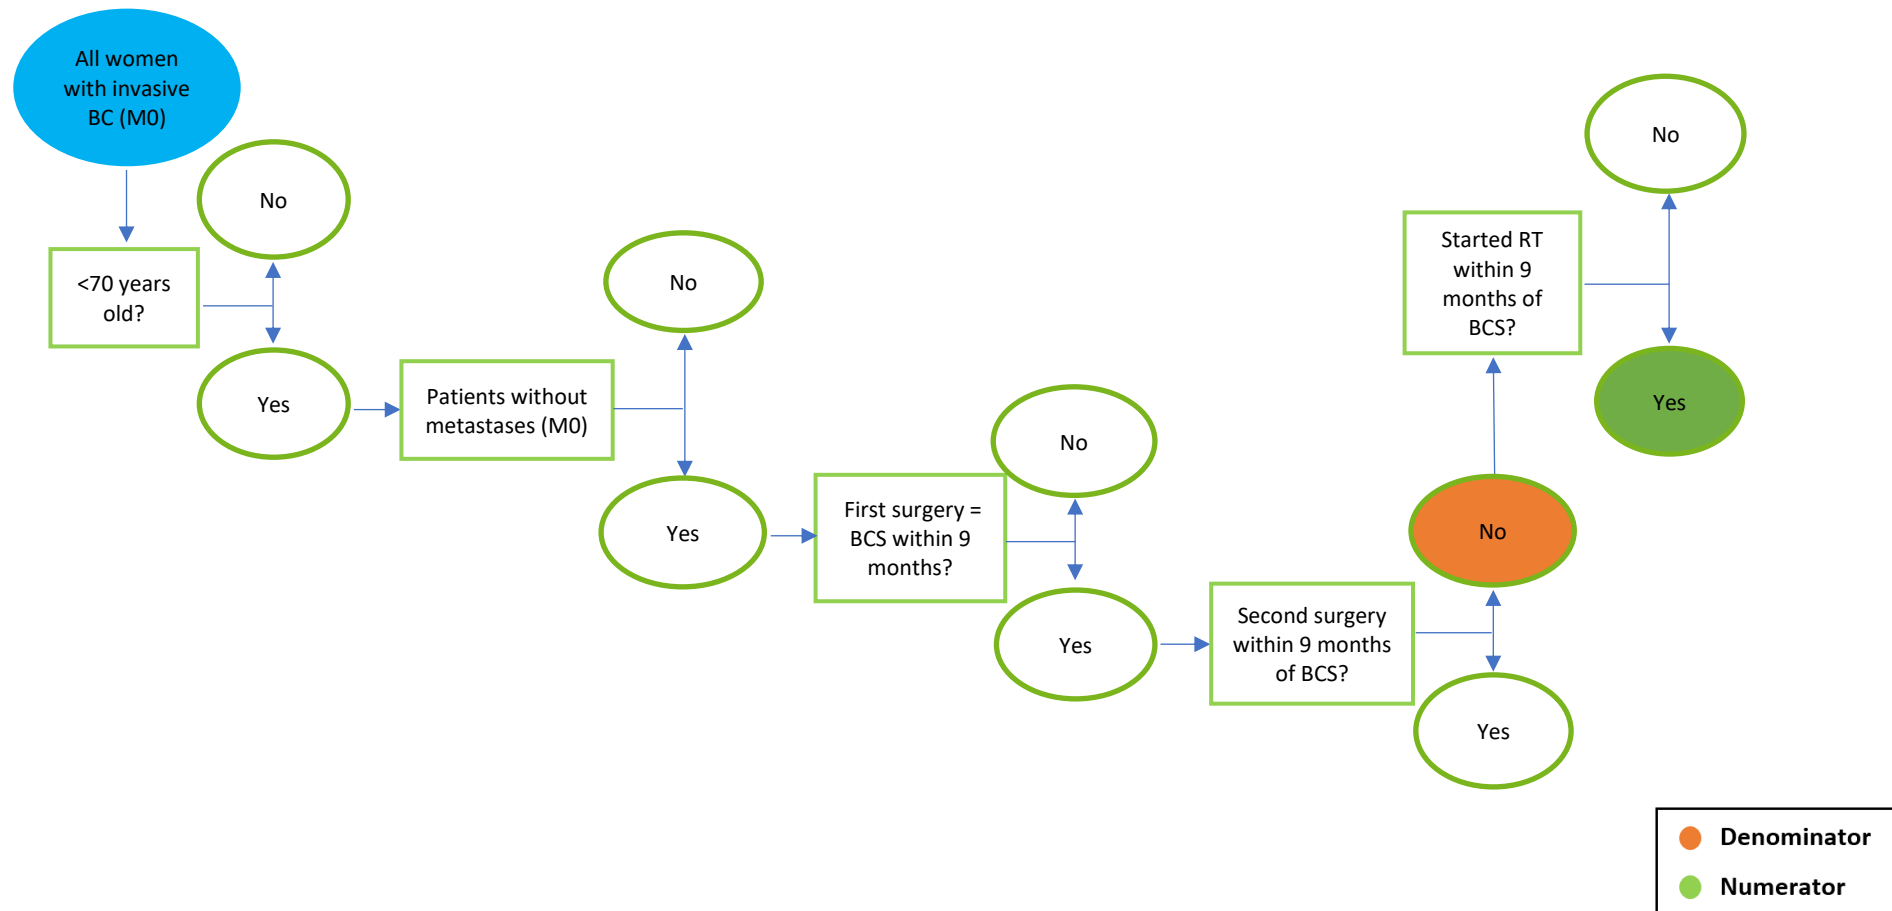 All women
with invasive
BC (M0)
No
<70 years
old?
Yes
Patients without
metastases (M0)
No
Yes
First surgery =
BCS within 9
months?
No
Yes
Second surgery
within 9 months
of BCS?
No
Yes
Started RT
within 9
months of
BCS?
No
Yes
Denominator
Numerator